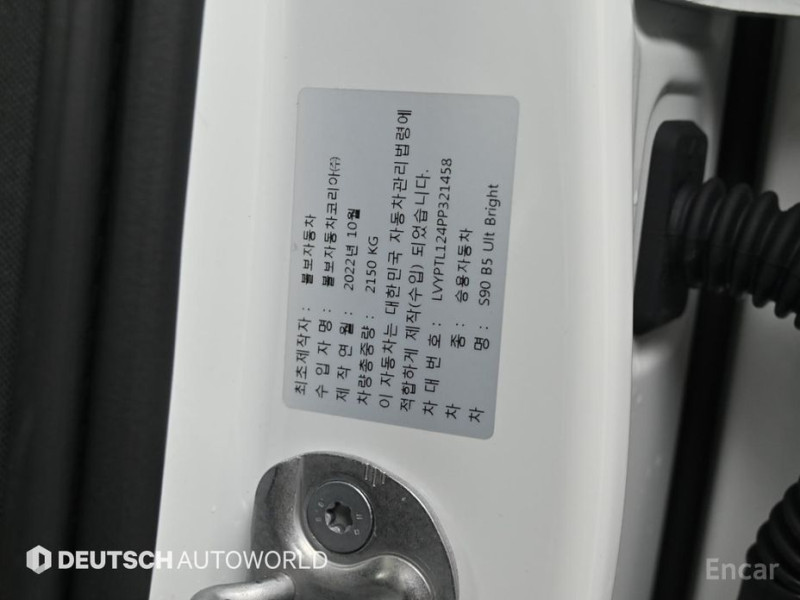 최초제작자 : 볼보자동차
수 입 자 명 : 볼보자동차코리아㈜
제 작 연 월 : 2022년 10월
차량총중량 : 2150 KG
이 자동차는 대한민국 자동차관리법령에
적합하게 제작(수입) 되었습니다.
차 대 번 호 : LVYPTL124PP321458
차 종 : 승용자동차
차 명 : S90 B5 Ult Bright
DEUTSCH AUTOWORLD
Encar